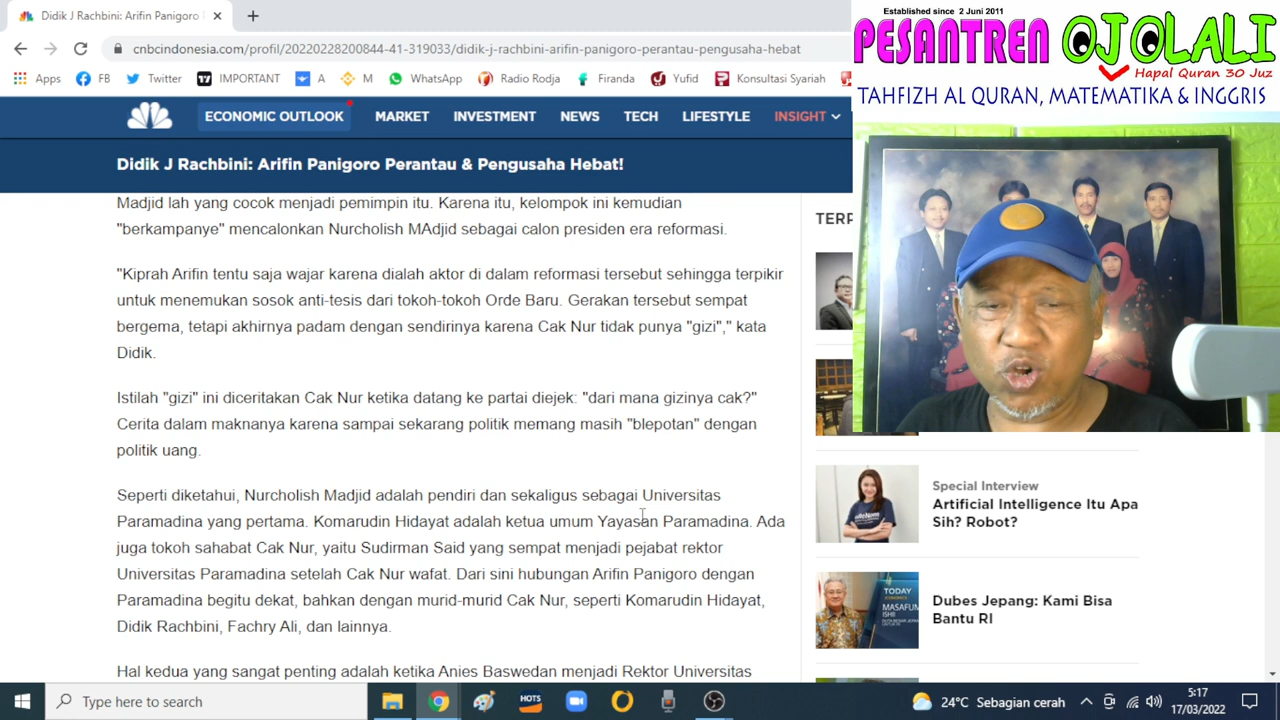 Didik J Rachbini: Arifin Panigoro P
cnbcindonesia.com/profil/20220228200844-41-319033/didik-j-rachbini-arifin-panigoro-perantau-pengusaha-hebat
Apps FB Twitter IMPORTANT A M WhatsApp Radio Rodja Firanda Yufid Konsultasi Syariah
Established since 2 Juni 2011
PESANTREN OJOLALI
Hapal Quran 30 Juz
TAHFIZH AL QURAN, MATEMATIKA & INGGRIS
ECONOMIC OUTLOOK MARKET INVESTMENT NEWS TECH LIFESTYLE INSIGHT
Didik J Rachbini: Arifin Panigoro Perantau & Pengusaha Hebat!
Madjid lah yang cocok menjadi pemimpin itu. Karena itu, kelompok ini kemudian
"berkampanye" mencalonkan Nurcholish MAdjid sebagai calon presiden era reformasi.
"Kiprah Arifin tentu saja wajar karena dialah aktor di dalam reformasi tersebut sehingga terpikir
untuk menemukan sosok anti-tesis dari tokoh-tokoh Orde Baru. Gerakan tersebut sempat
bergema, tetapi akhirnya padam dengan sendirinya karena Cak Nur tidak punya "gizi"," kata
Didik.
Istilah "gizi" ini diceritakan Cak Nur ketika datang ke partai diejek: "dari mana gizinya cak?"
Cerita dalam maknanya karena sampai sekarang politik memang masih "blepotan" dengan
politik uang.
Seperti diketahui, Nurcholish Madjid adalah pendiri dan sekaligus sebagai Universitas
Paramadina yang pertama. Komarudin Hidayat adalah ketua umum Yayasan Paramadina. Ada
juga tokoh sahabat Cak Nur, yaitu Sudirman Said yang sempat menjadi pejabat rektor
Universitas Paramadina setelah Cak Nur wafat. Dari sini hubungan Arifin Panigoro dengan
Paramadina begitu dekat, bahkan dengan murid-murid Cak Nur, seperti Komarudin Hidayat,
Didik Rachbini, Fachry Ali, dan lainnya.
Hal kedua yang sangat penting adalah ketika Anies Baswedan menjadi Rektor Universitas
TERP
Special Interview
Artificial Intelligence Itu Apa
Sih? Robot?
TODAY
Dubes Jepang: Kami Bisa
Bantu RI
Type here to search
HOTS
24°C Sebagian cerah
5:17
17/03/2022